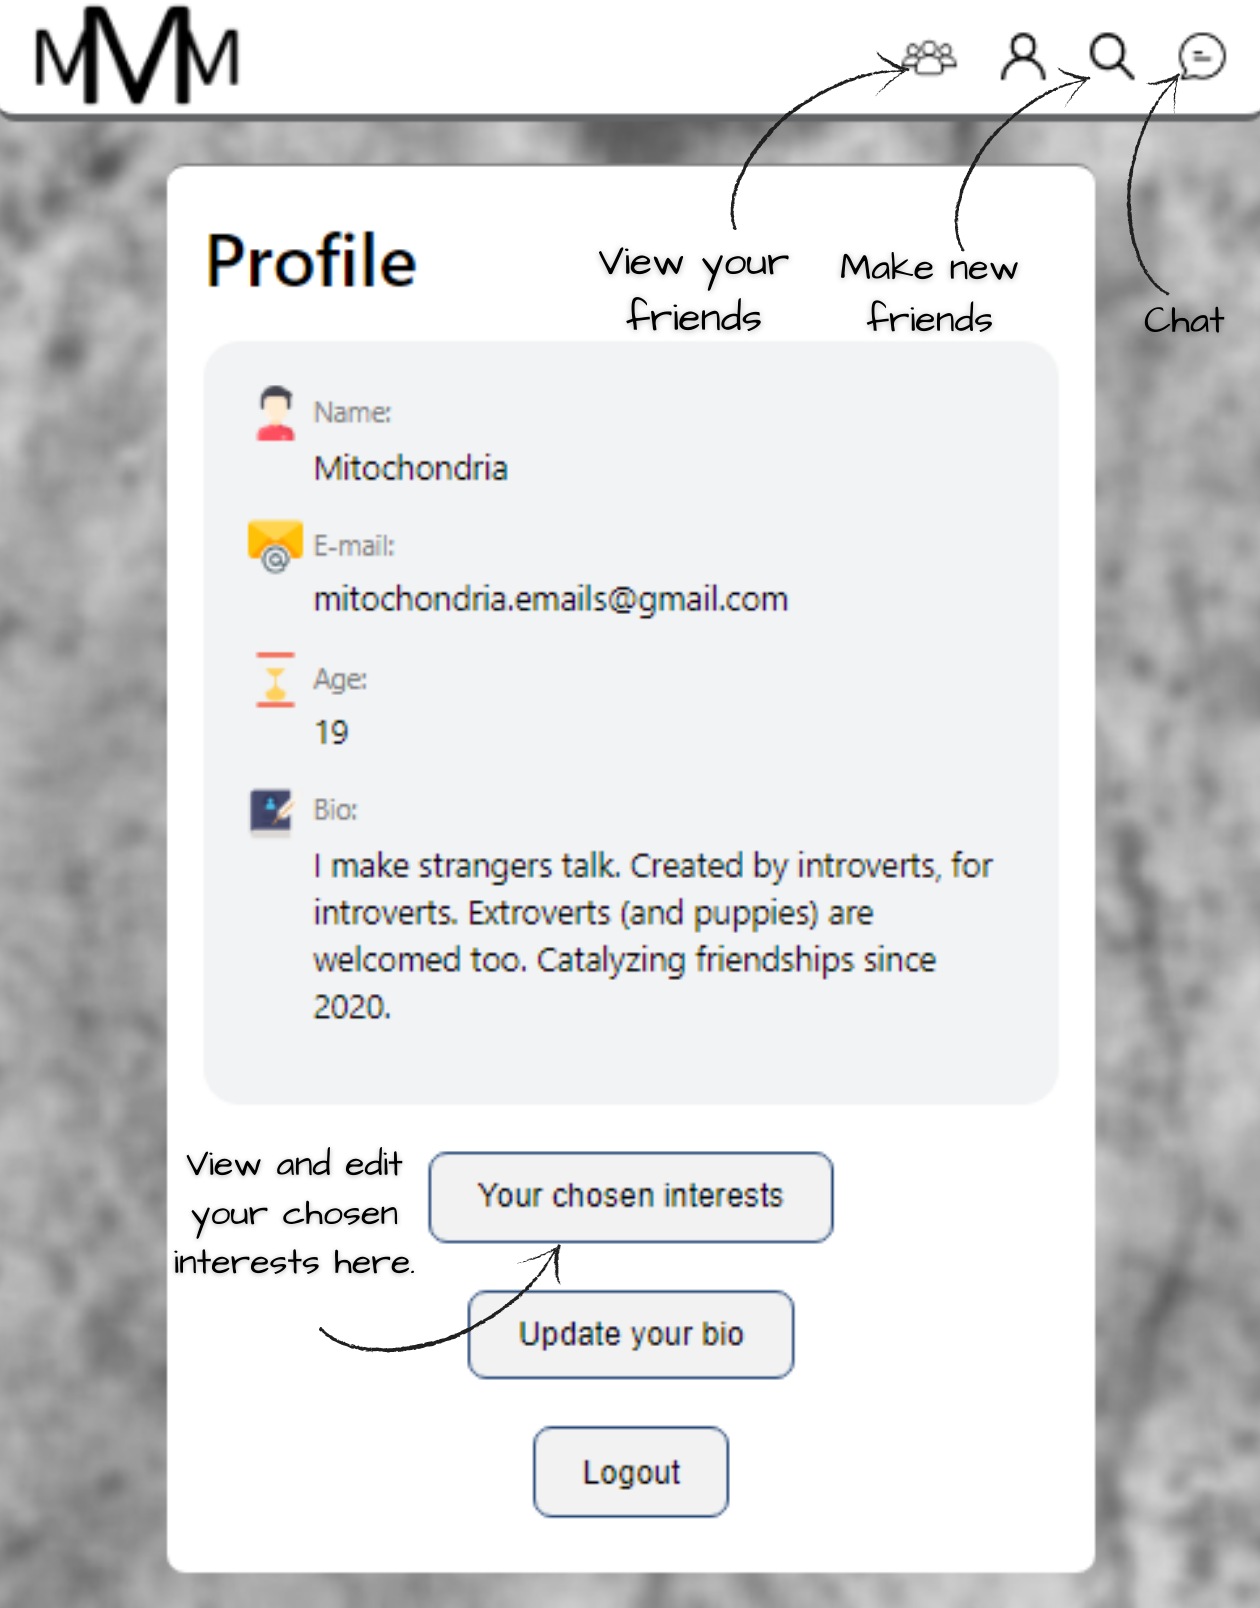 MMM
Profile
View your
friends
Make new
friends
Chat
Name:
Mitochondria
E-mail:
mitochondria.emails@gmail.com
Age:
19
Bio:
I make strangers talk. Created by introverts, for
introverts. Extroverts (and puppies) are
welcomed too. Catalyzing friendships since
2020.
View and edit
your chosen
interests here.
Your chosen interests
Update your bio
Logout